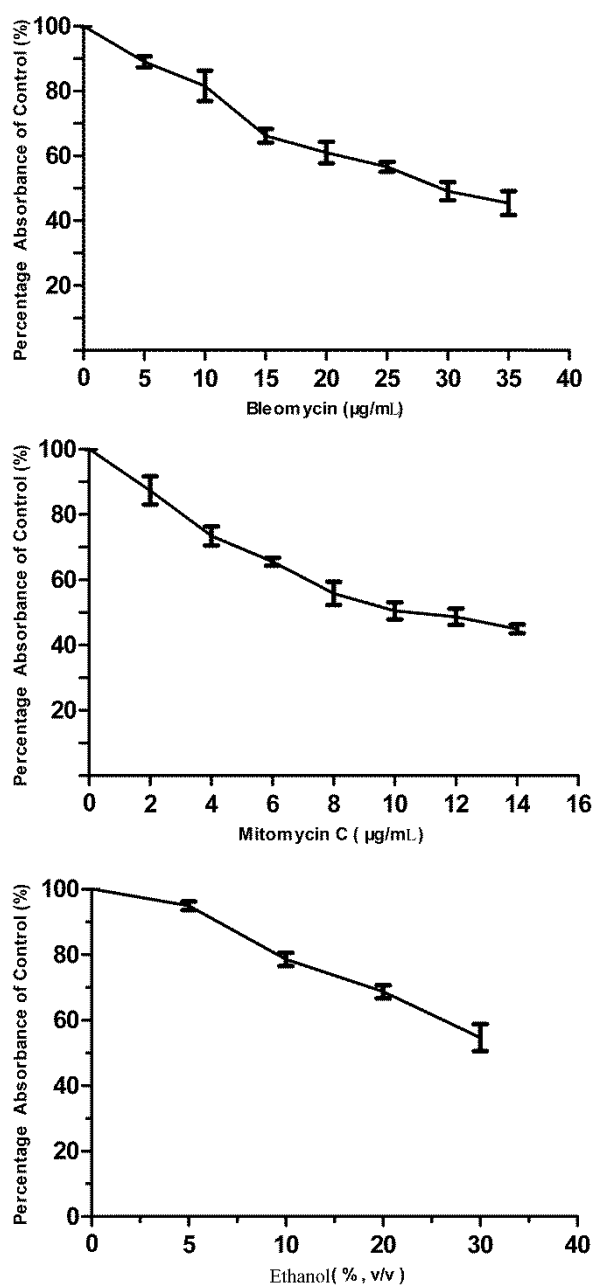 Percentage Absorbance of Control (%)
100
80
60
40
20
0 5 10 15 20 25 30 35 40
Bleomycin (µg/mL)
Percentage Absorbance of Control (%)
100
80
60
40
20
0 2 4 6 8 10 12 14 16
Mitomycin C ( µg/mL)
Percentage Absorbance of Control (%)
100
80
60
40
20
0
0 5 10 20 30 40
Ethanol( % , v/v)